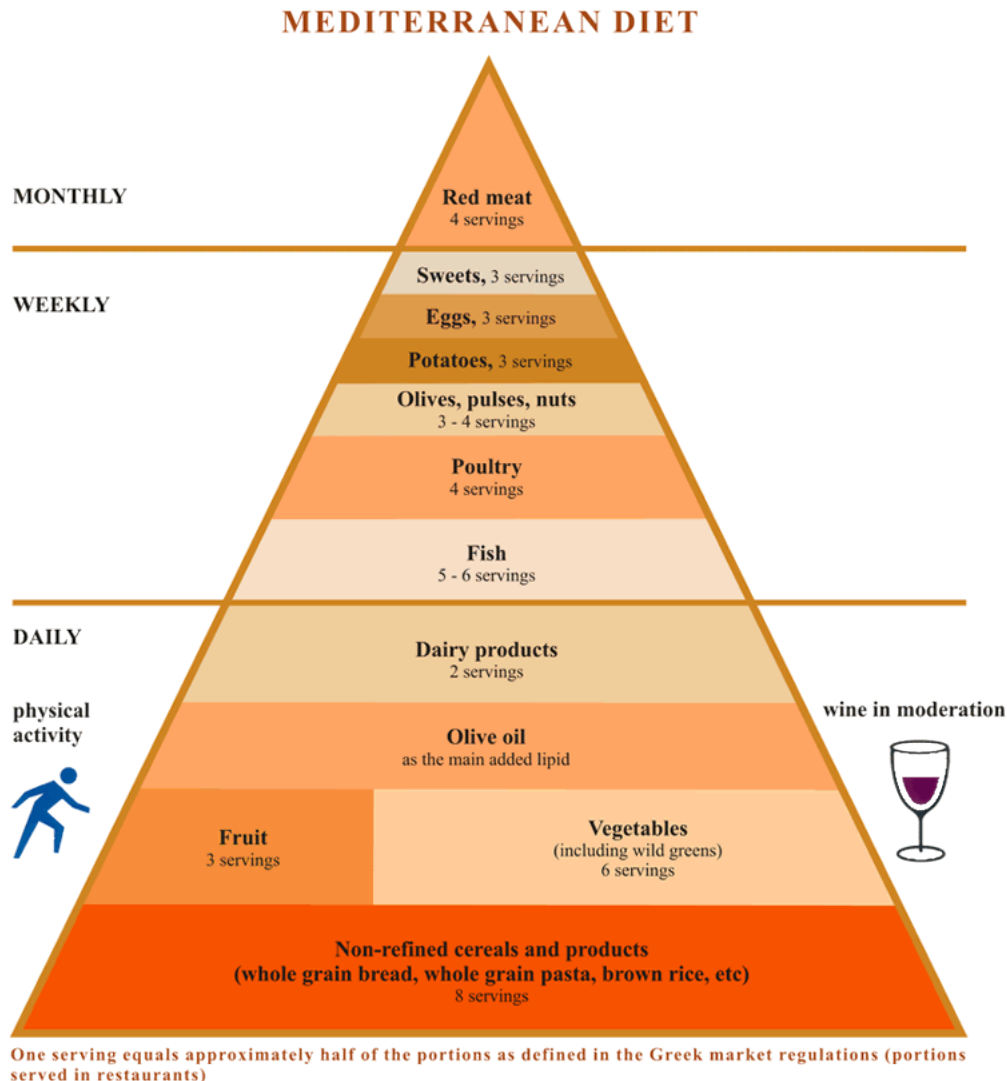 MEDITERRANEAN DIET
MONTHLY
Red meat
4 servings
WEEKLY
Sweets, 3 servings
Eggs, 3 servings
Potatoes, 3 servings
Olives, pulses, nuts
3 - 4 servings
Poultry
4 servings
Fish
5 - 6 servings
DAILY
Dairy products
2 servings
physical
activity
wine in moderation
Olive oil
as the main added lipid
Fruit
3 servings
Vegetables
(including wild greens)
6 servings
Non-refined cereals and products
(whole grain bread, whole grain pasta, brown rice, etc)
8 servings
One serving equals approximately half of the portions as defined in the Greek market regulations (portions
served in restaurants)